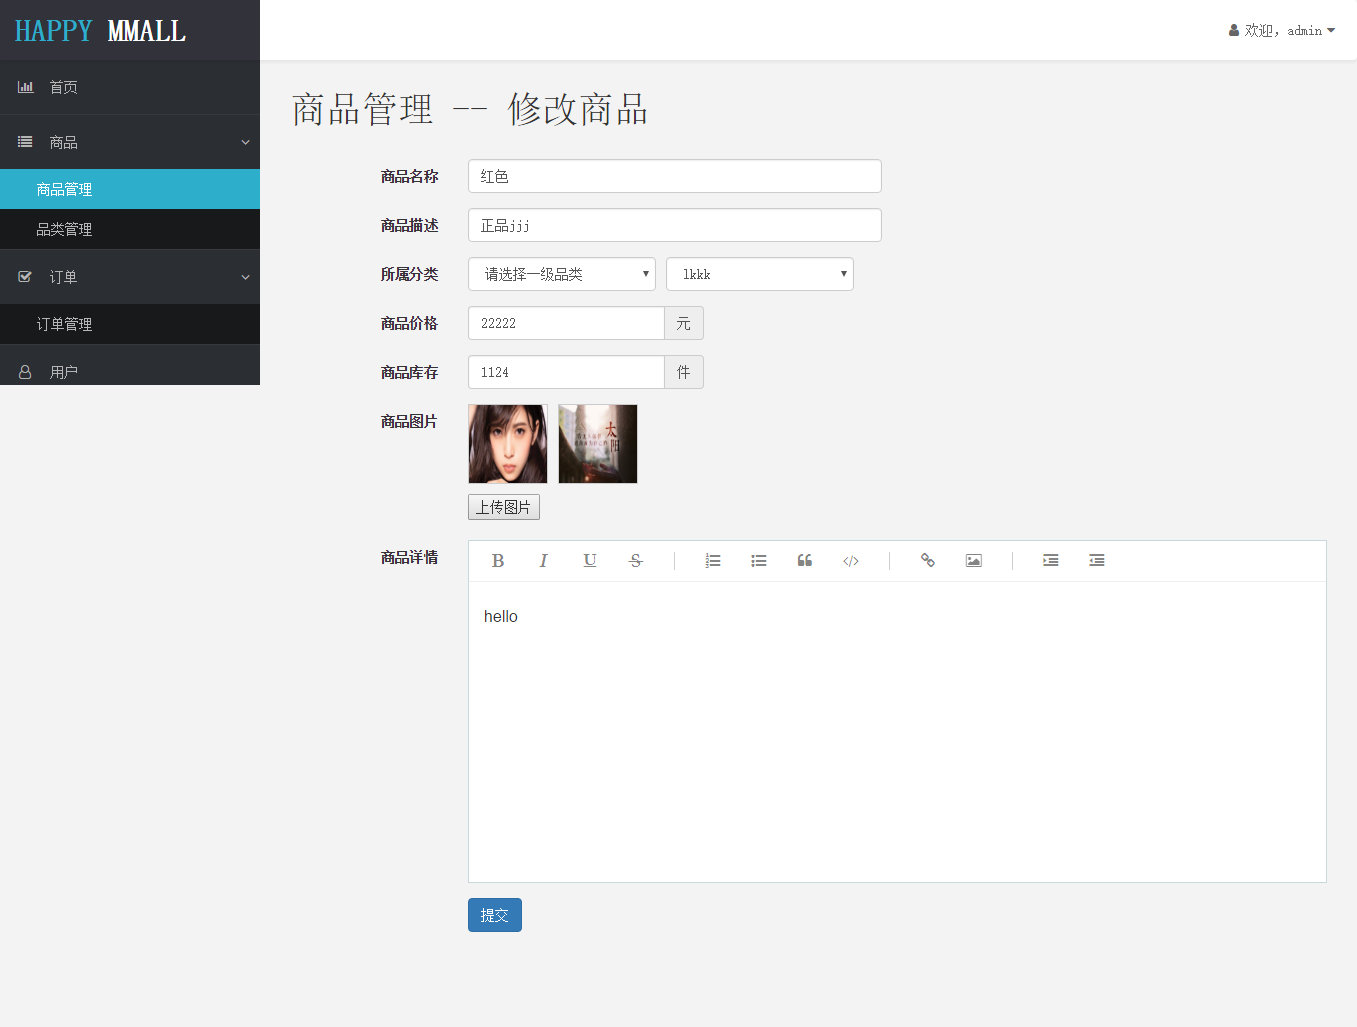 HAPPY MMALL
欢迎，admin
首页
商品
商品管理
品类管理
订单
订单管理
用户
商品管理 -- 修改商品
商品名称 红色
商品描述 正品jjj
所属分类 请选择一级品类 lkkk
商品价格 22222 元
商品库存 1124 件
商品图片
太阳
上传图片
商品详情
B I U S
hello
提交